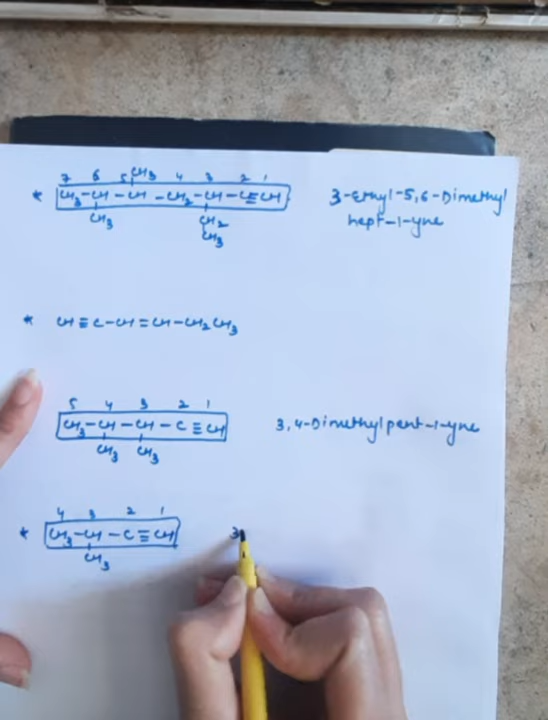 7 6 5 CH3 4 3 2 1
* CH3-CH-CH-CH2-CH-C≡CH 3-Ethyl-5,6-Dimethyl
CH3 CH2 hept-1-yne
CH3
* CH≡C-CH=CH-CH2CH3
5 4 3 2 1
CH3-CH-CH-C≡CH 3,4-Dimethylpent-1-yne
CH3 CH3
4 3 2 1
* CH3-CH-C≡CH 3
CH3